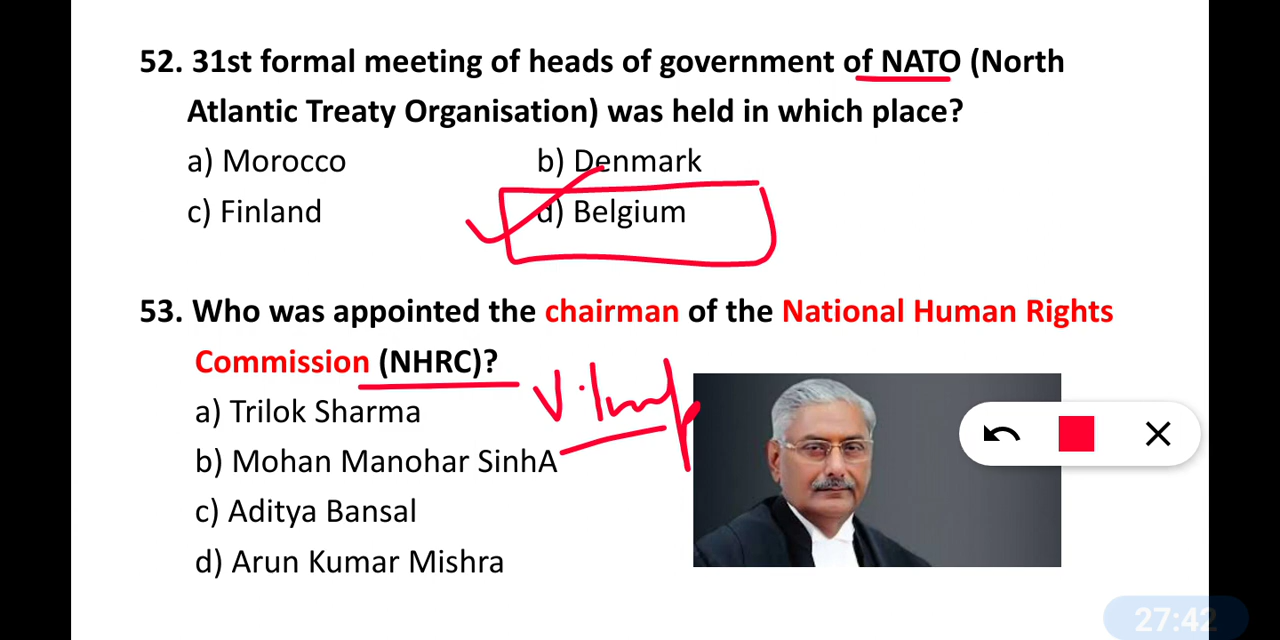 52. 31st formal meeting of heads of government of NATO (North
Atlantic Treaty Organisation) was held in which place?
a) Morocco b) Denmark
c) Finland d) Belgium
53. Who was appointed the chairman of the National Human Rights
Commission (NHRC)?
V.Imp
a) Trilok Sharma
b) Mohan Manohar SinhA
c) Aditya Bansal
d) Arun Kumar Mishra
27:42